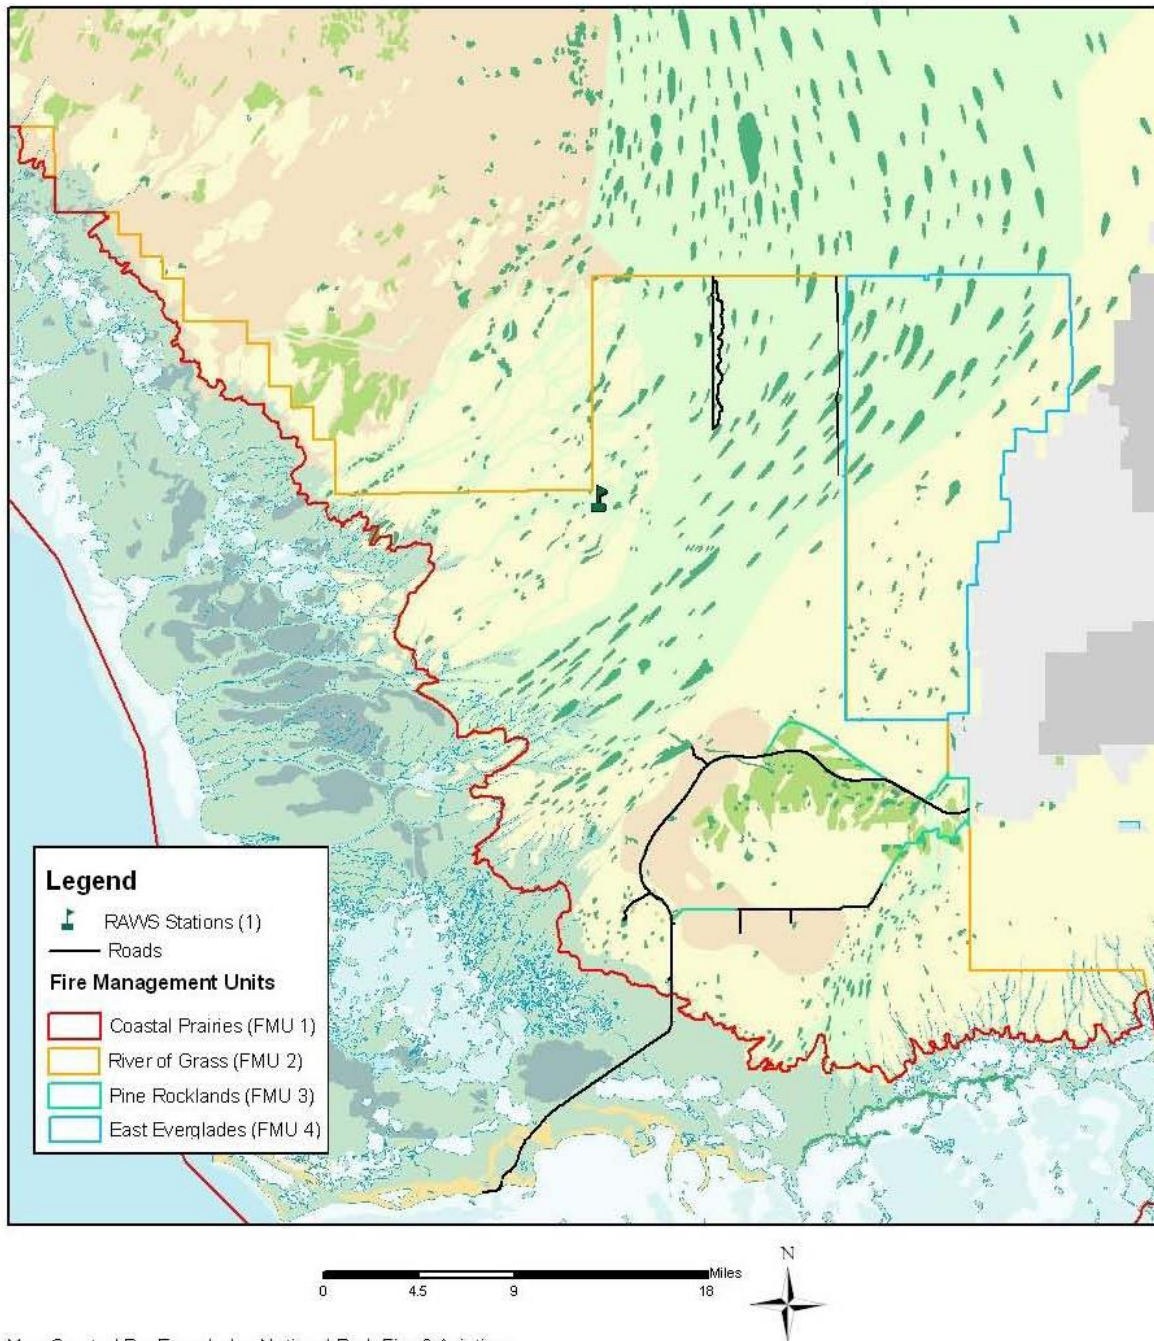 Legend
RAWS Stations (1)
Roads
Fire Management Units
Coastal Prairies (FMU 1)
River of Grass (FMU 2)
Pine Rocklands (FMU 3)
East Everglades (FMU 4)
N
Miles
0 4.5 9 18